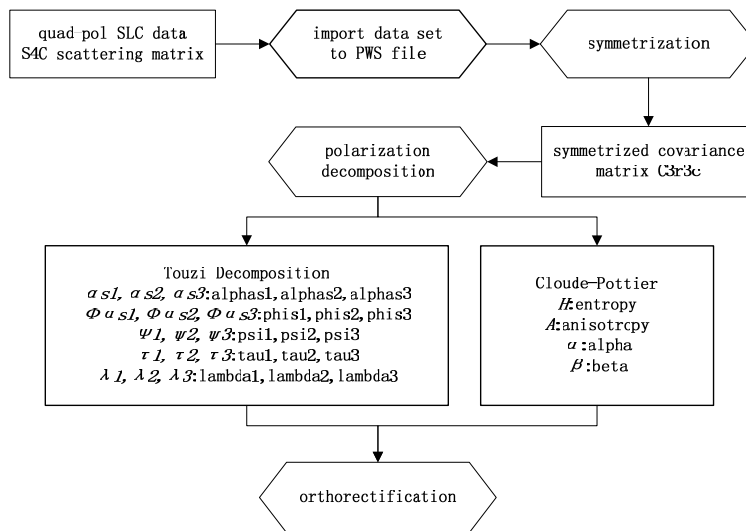 quad-pol SLC data
S4C scattering matrix
import data set
to PWS file
symmetrization
symmetrized covariance
matrix C3r3c
polarization
decomposition
Touzi Decomposition
αs1, αs2, αs3:alphas1,alphas2,alphas3
Φαs1, Φαs2, Φαs3:phis1,phis2,phis3
Ψ1, ψ2, ψ3:psi1,psi2,psi3
τ1, τ2, τ3:tau1,tau2,tau3
λ1, λ2, λ3:lambda1,lambda2,lambda3
Cloude-Pottier
H:entropy
A:anisotropy
α:alpha
β:beta
orthorectification